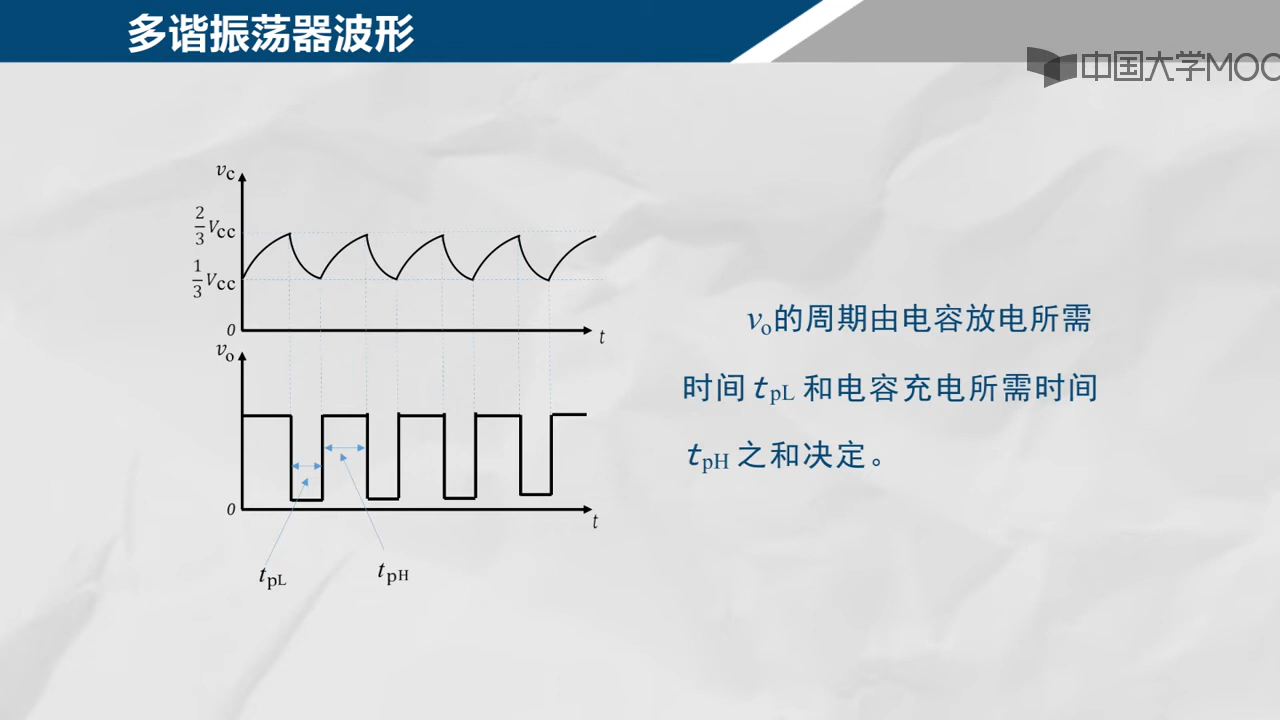 多谐振荡器波形
中国大学MOO
vc
2/3 Vcc
1/3 Vcc
0
t
vo
0
t
tpL
tpH
vo的周期由电容放电所需
时间 tpL 和电容充电所需时间
tpH 之和决定。